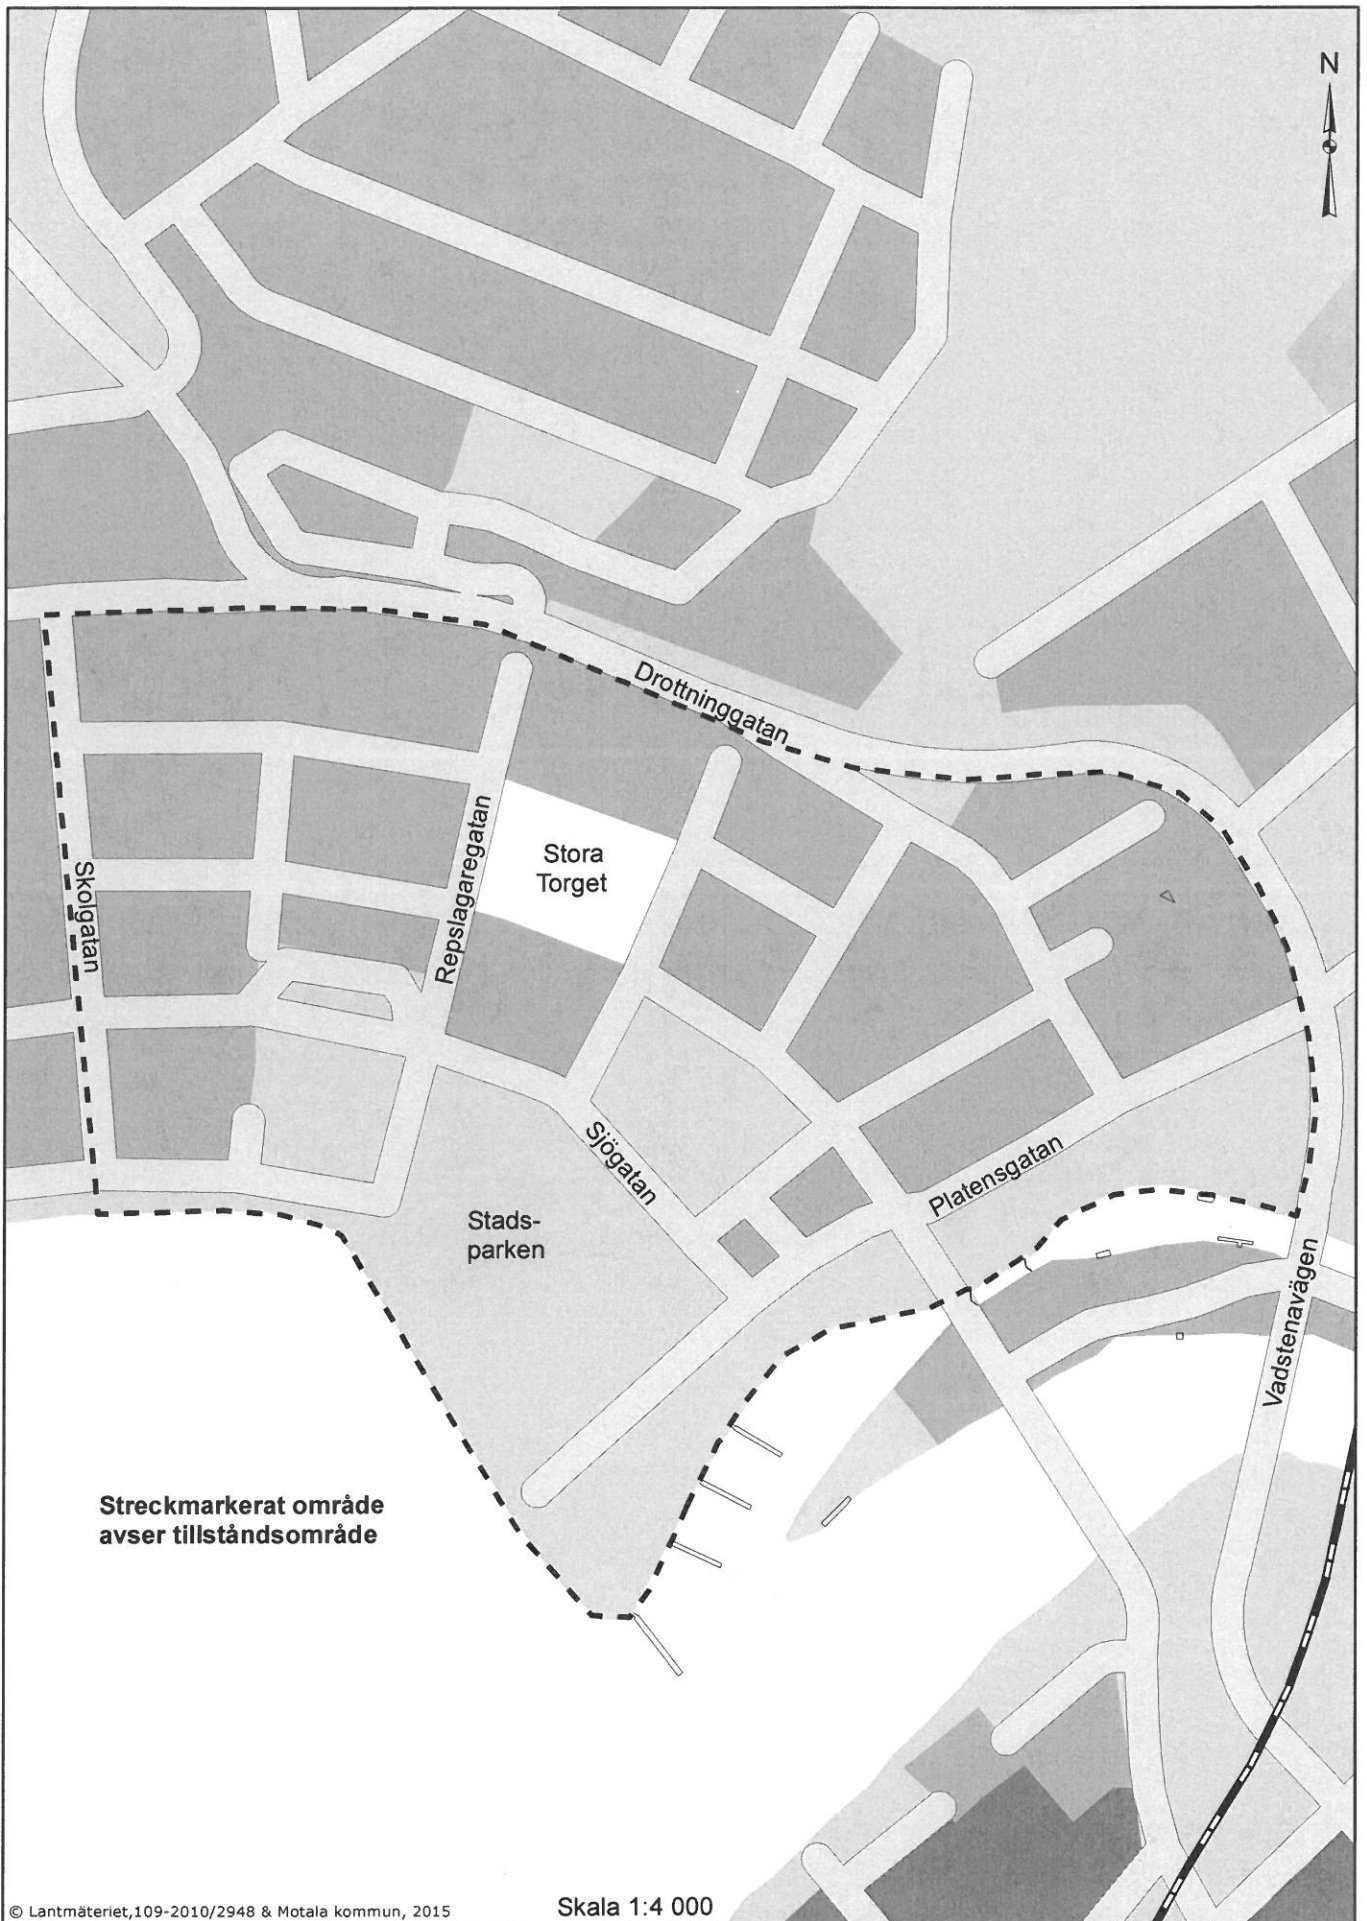 N
Drottninggatan
Stora
Torget
Repslagaregatan
Skolgatan
Sjögatan
Platensgatan
Stads-
parken
Vadstenavägen
Streckmarkerat område
avser tillståndsområde
© Lantmäteriet,109-2010/2948 & Motala kommun, 2015
Skala 1:4 000